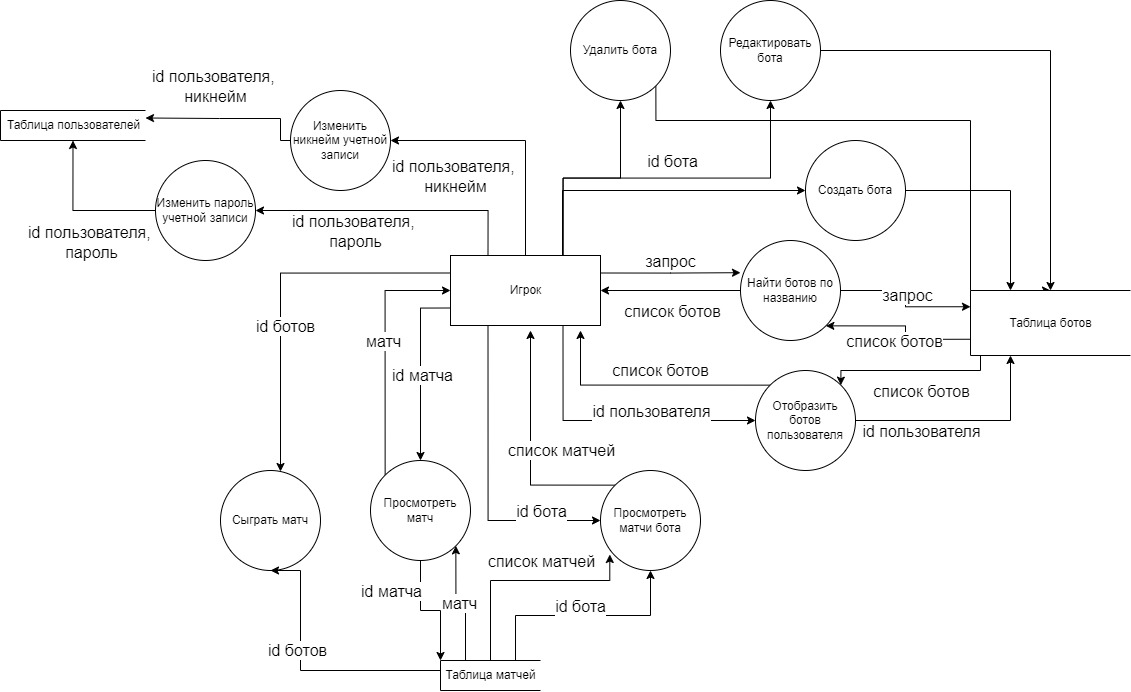 Удалить бота
Редактировать
бота
id пользователя,
никнейм
Таблица пользователей
Изменить
никнейм учетной
записи
id пользователя,
никнейм
id бота
Создать бота
Изменить пароль
учетной записи
id пользователя,
пароль
id пользователя,
пароль
Игрок
запрос
Найти ботов по
названию
запрос
список ботов
Таблица ботов
список ботов
id ботов
матч
id матча
список ботов
список ботов
id пользователя
Отобразить
ботов
пользователя
id пользователя
список матчей
Сыграть матч
Просмотреть
матч
id бота
Просмотреть
матчи бота
список матчей
id матча
матч
id бота
id ботов
Таблица матчей